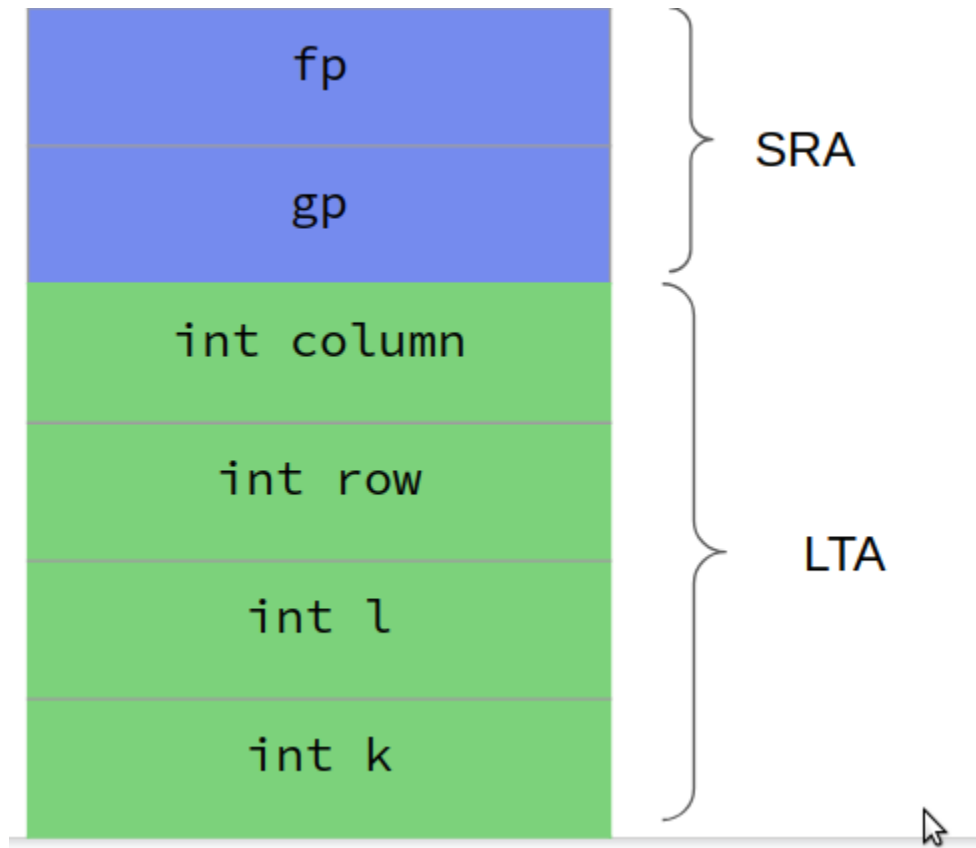 fp
SRA
gp
int column
int row
LTA
int l
int k